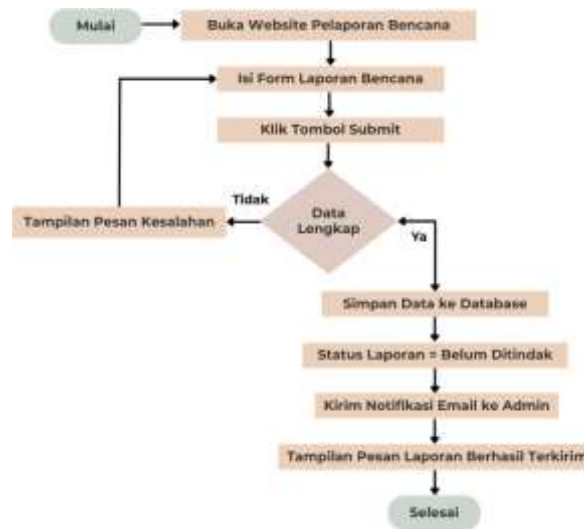 Mulai
Buka Website Pelaporan Bencana
Isi Form Laporan Bencana
Klik Tombol Submit
Data
Lengkap
Tidak
Tampilan Pesan Kesalahan
Ya
Simpan Data ke Database
Status Laporan = Belum Ditindak
Kirim Notifikasi Email ke Admin
Tampilan Pesan Laporan Berhasil Terkirim
Selesai